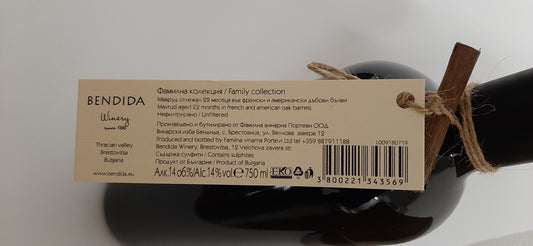 BENDIDA
Winery
Since 1910
Thracian valley
Brestovitsa
Bulgaria
www.bendida.eu
Фамилна колекция / Family collection
Мавруд отлежал 22 месеца във френски и американски дъбови бъчви
Mavrud aged 22 months in french and american oak barrels
Нефилтрирано / Unfiltered
Произведено и бутилирано от Фамилна винарна Портеви ООД
Винарска изба Бендида, с. Брестовица, ул. Велчова завера 12
Produced and bottled by familna vinarna Portevi Ltd tel +359 887911188
Bendida Winery, Brestovitsa, 12 Velchova zavera str.
Съдържа сулфити / Contains sulphites
Продукт от България / Product of Bulgaria
Алк.14 об%/Alc.14% vol ℮ 750 ml
EKO
L009180719
3 800221 343569